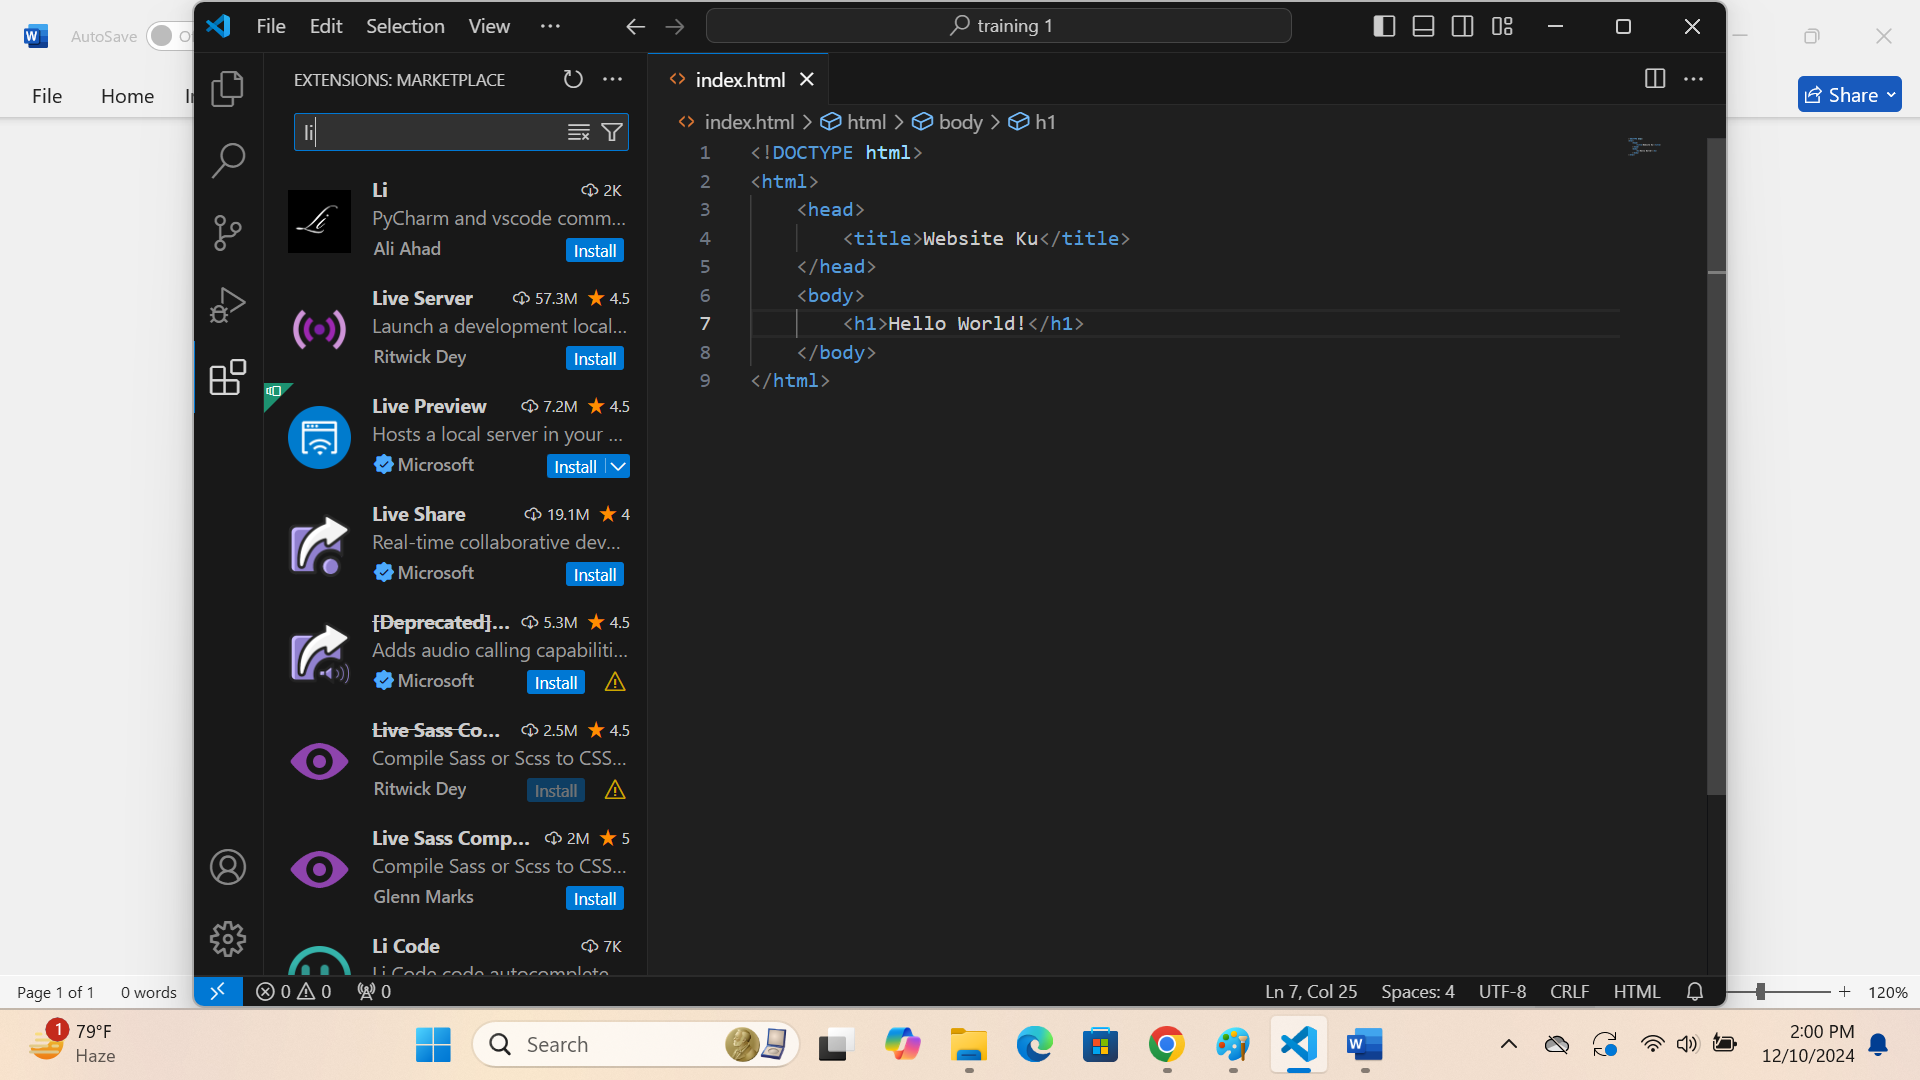 AutoSave
File Home
Share
File Edit Selection View
training 1
EXTENSIONS: MARKETPLACE
li
Li 2K
PyCharm and vscode comm...
Ali Ahad Install
Live Server 57.3M 4.5
Launch a development local...
Ritwick Dey Install
Live Preview 7.2M 4.5
Hosts a local server in your ...
Microsoft Install
Live Share 19.1M 4
Real-time collaborative dev...
Microsoft Install
[Deprecated]... 5.3M 4.5
Adds audio calling capabiliti...
Microsoft Install
Live Sass Co... 2.5M 4.5
Compile Sass or Scss to CSS...
Ritwick Dey Install
Live Sass Comp... 2M 5
Compile Sass or Scss to CSS...
Glenn Marks Install
Li Code 7K
Li Code code autocomplete
index.html
index.html > html > body > h1
1 <!DOCTYPE html>
2 <html>
3 <head>
4 <title>Website Ku</title>
5 </head>
6 <body>
7 <h1>Hello World!</h1>
8 </body>
9 </html>
Page 1 of 1 0 words
0 0 0
Ln 7, Col 25 Spaces: 4 UTF-8 CRLF HTML
120%
1
79°F
Haze
Search
2:00 PM
12/10/2024